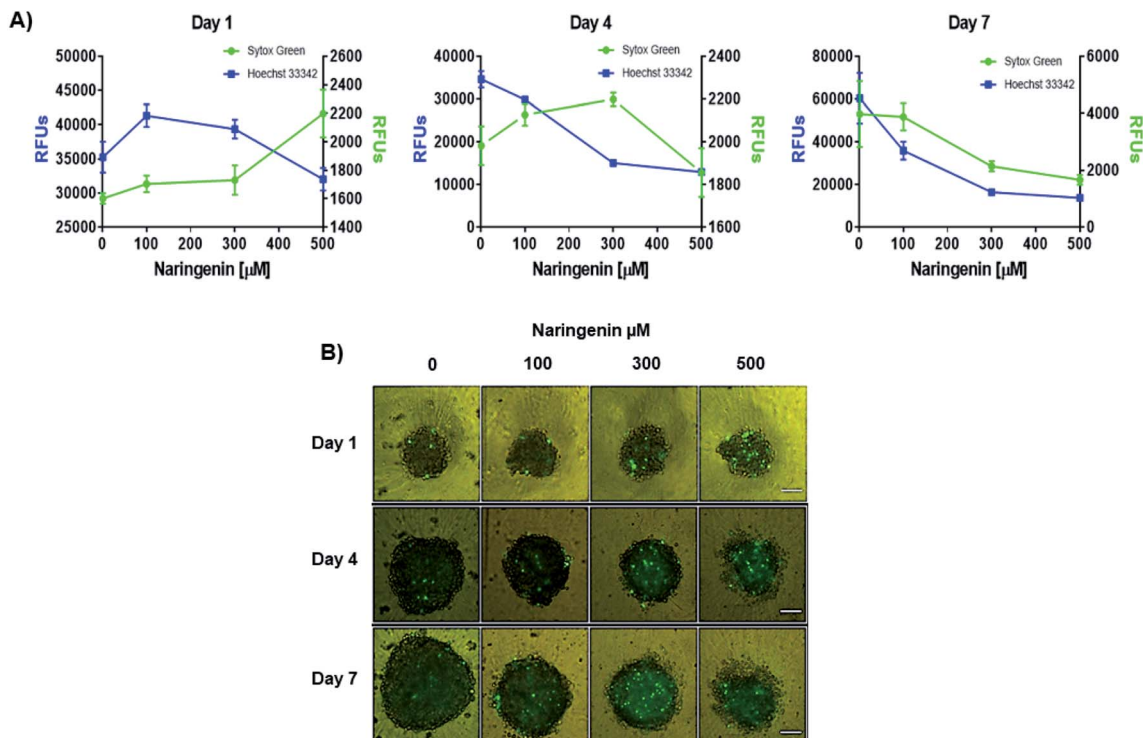 A)
Day 1
50000
45000
40000
35000
30000
25000
RFUs
Sytox Green
Hoechst 33342
2600
2400
2200
2000
1800
1600
1400
RFUs
0 100 200 300 400 500
Naringenin [μM]
Day 4
40000
30000
20000
10000
0
RFUs
Sytox Green
Hoechst 33342
2400
2200
2000
1800
1600
RFUs
0 100 200 300 400 500
Naringenin [μM]
Day 7
80000
60000
40000
20000
0
RFUs
Sytox Green
Hoechst 33342
6000
4000
2000
0
RFUs
0 100 200 300 400 500
Naringenin [μM]
B)
Naringenin μM
0 100 300 500
Day 1
Day 4
Day 7